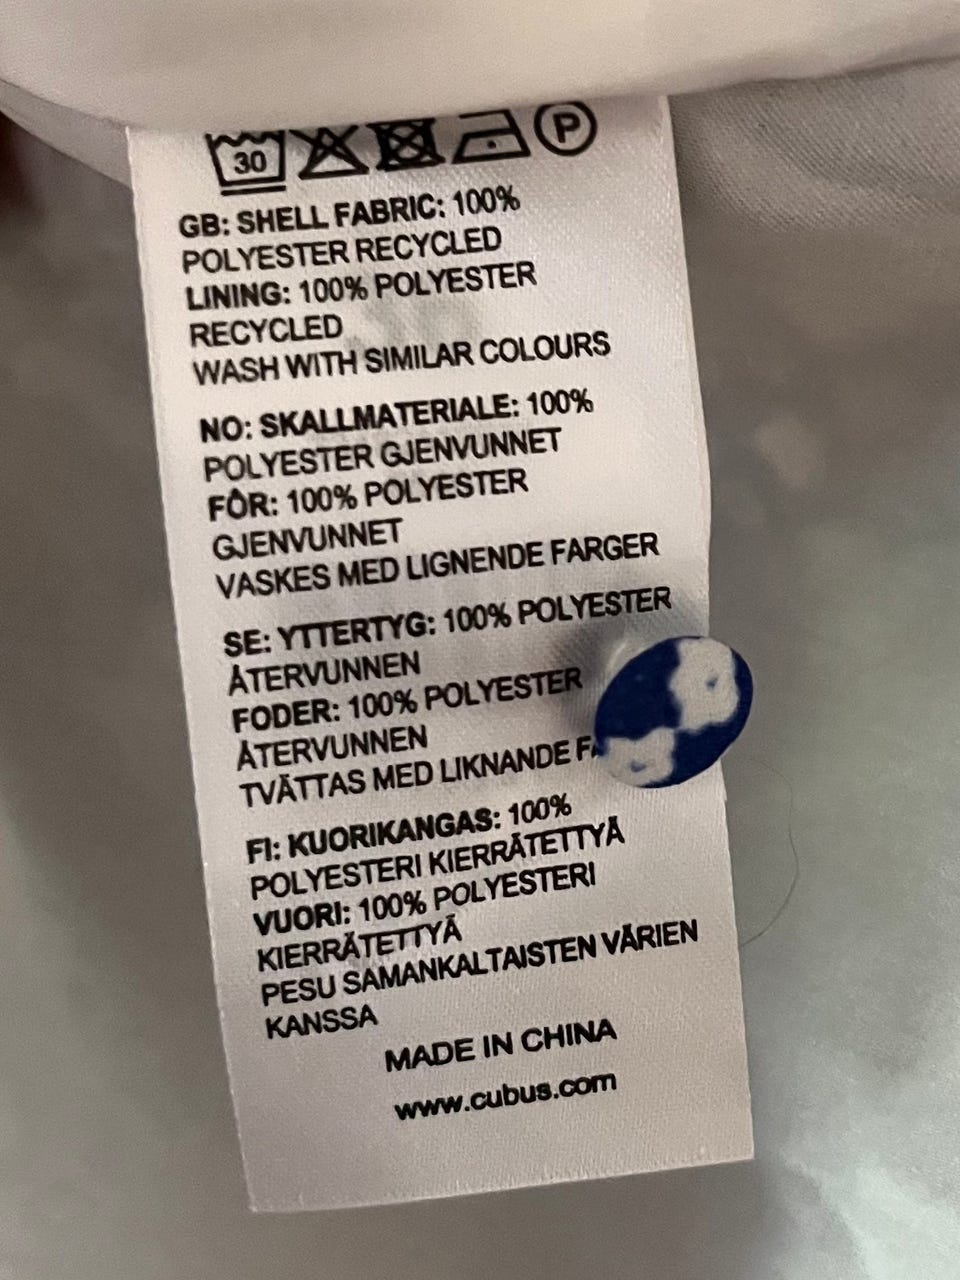 30 P
GB: SHELL FABRIC: 100%
POLYESTER RECYCLED
LINING: 100% POLYESTER
RECYCLED
WASH WITH SIMILAR COLOURS
NO: SKALLMATERIALE: 100%
POLYESTER GJENVUNNET
FÔR: 100% POLYESTER
GJENVUNNET
VASKES MED LIGNENDE FARGER
SE: YTTERTYG: 100% POLYESTER
ÅTERVUNNEN
FODER: 100% POLYESTER
ÅTERVUNNEN
TVÄTTAS MED LIKNANDE
FI: KUORIKANGAS: 100%
POLYESTERI KIERRÄTETTYÄ
VUORI: 100% POLYESTERI
KIERRÄTETTYÄ
PESU SAMANKALTAISTEN VÄRIEN
KANSSA
MADE IN CHINA
www.cubus.com